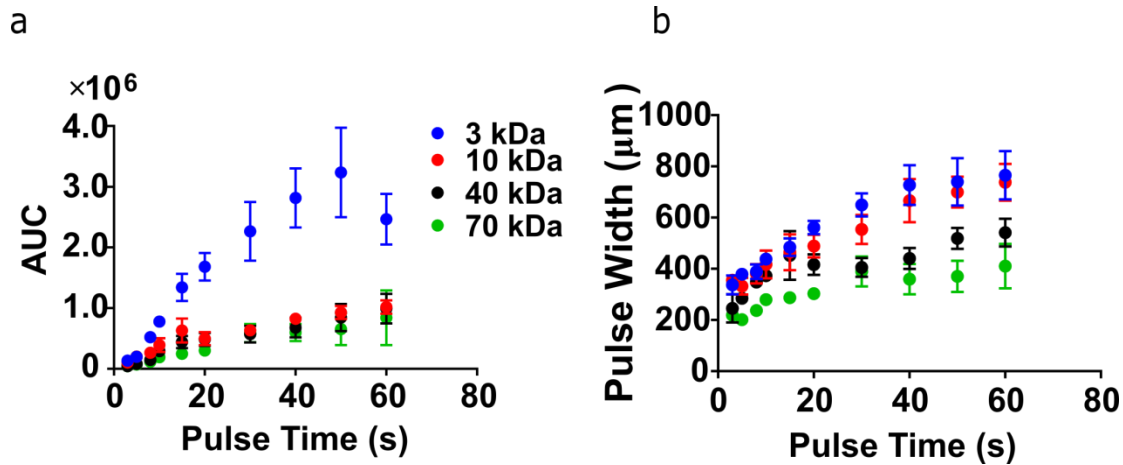 a
×10⁶
4.0
3.0
2.0
1.0
0
AUC
0 20 40 60 80
Pulse Time (s)
3 kDa
10 kDa
40 kDa
70 kDa
b
1000
800
600
400
200
0
Pulse Width (μm)
0 20 40 60 80
Pulse Time (s)